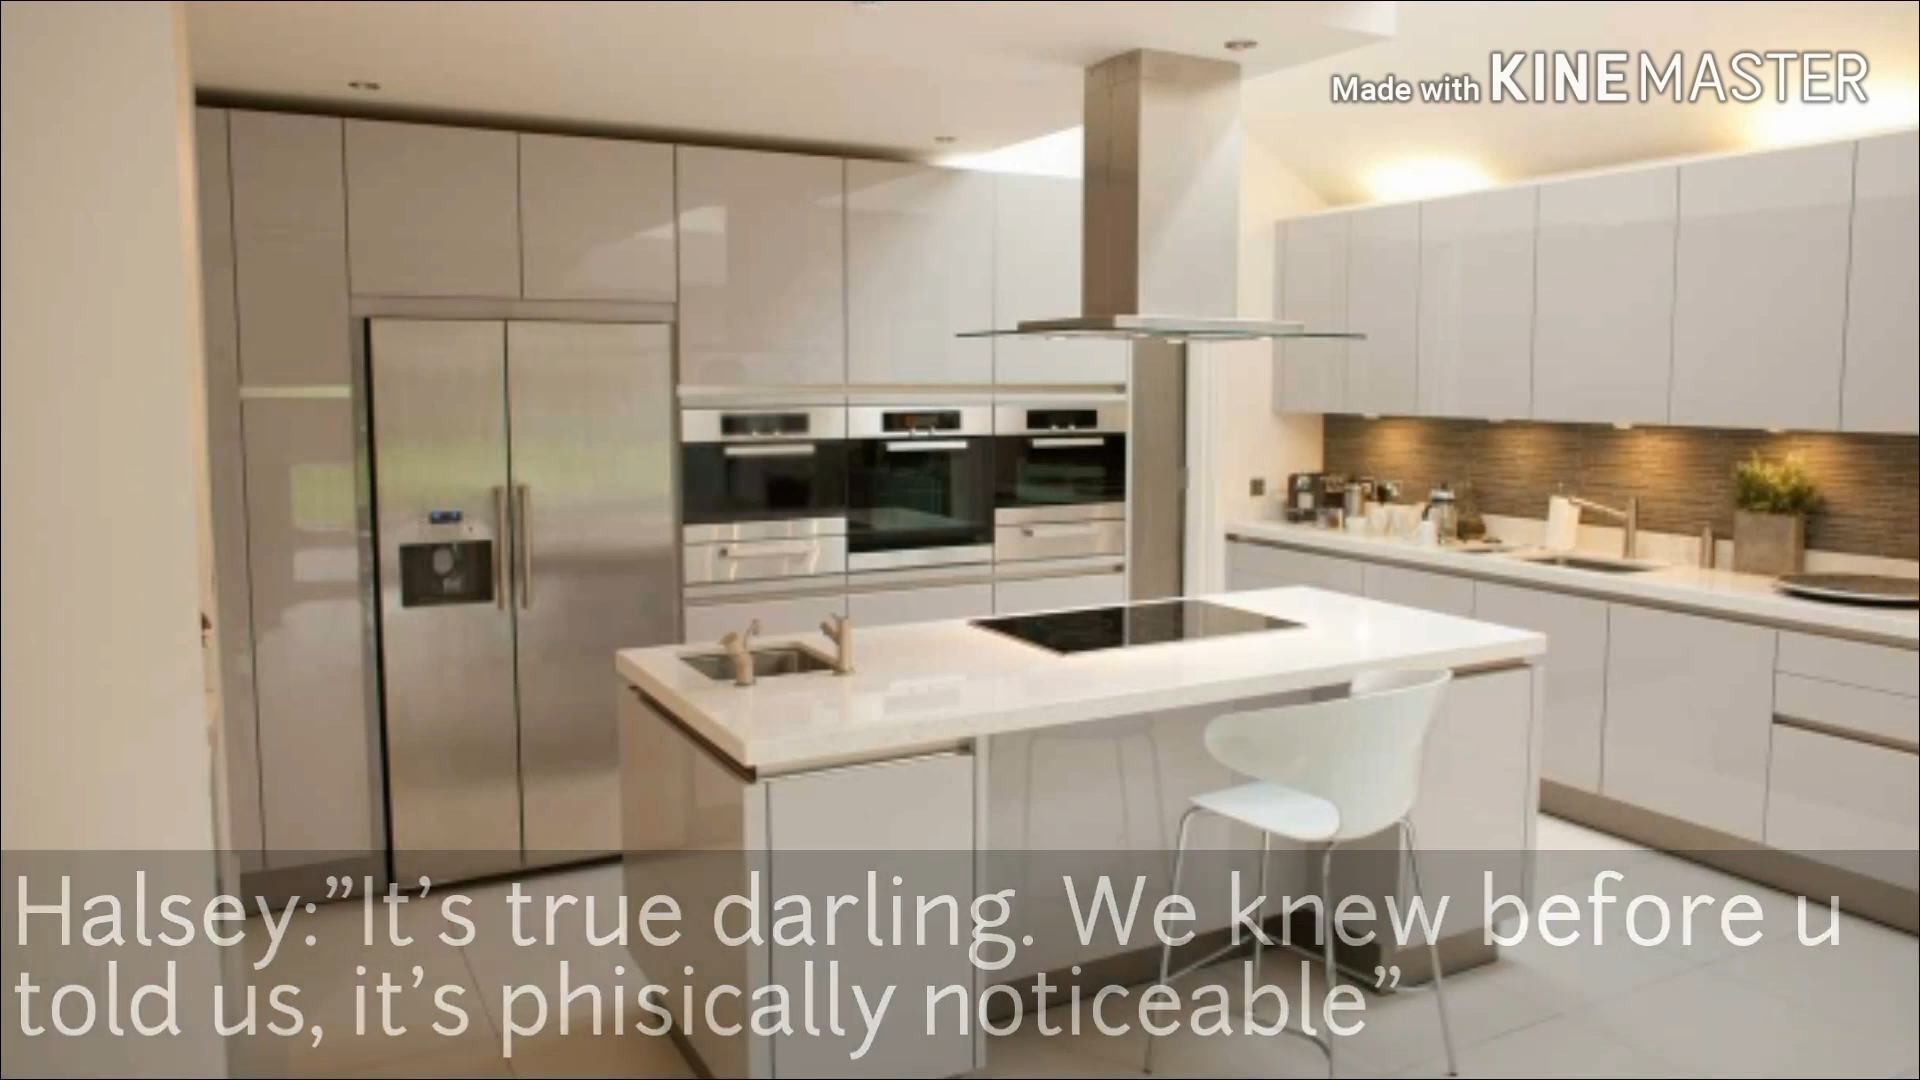 Made with KINEMASTER
Halsey:”It’s true darling. We knew before u
told us, it’s phisically noticeable”